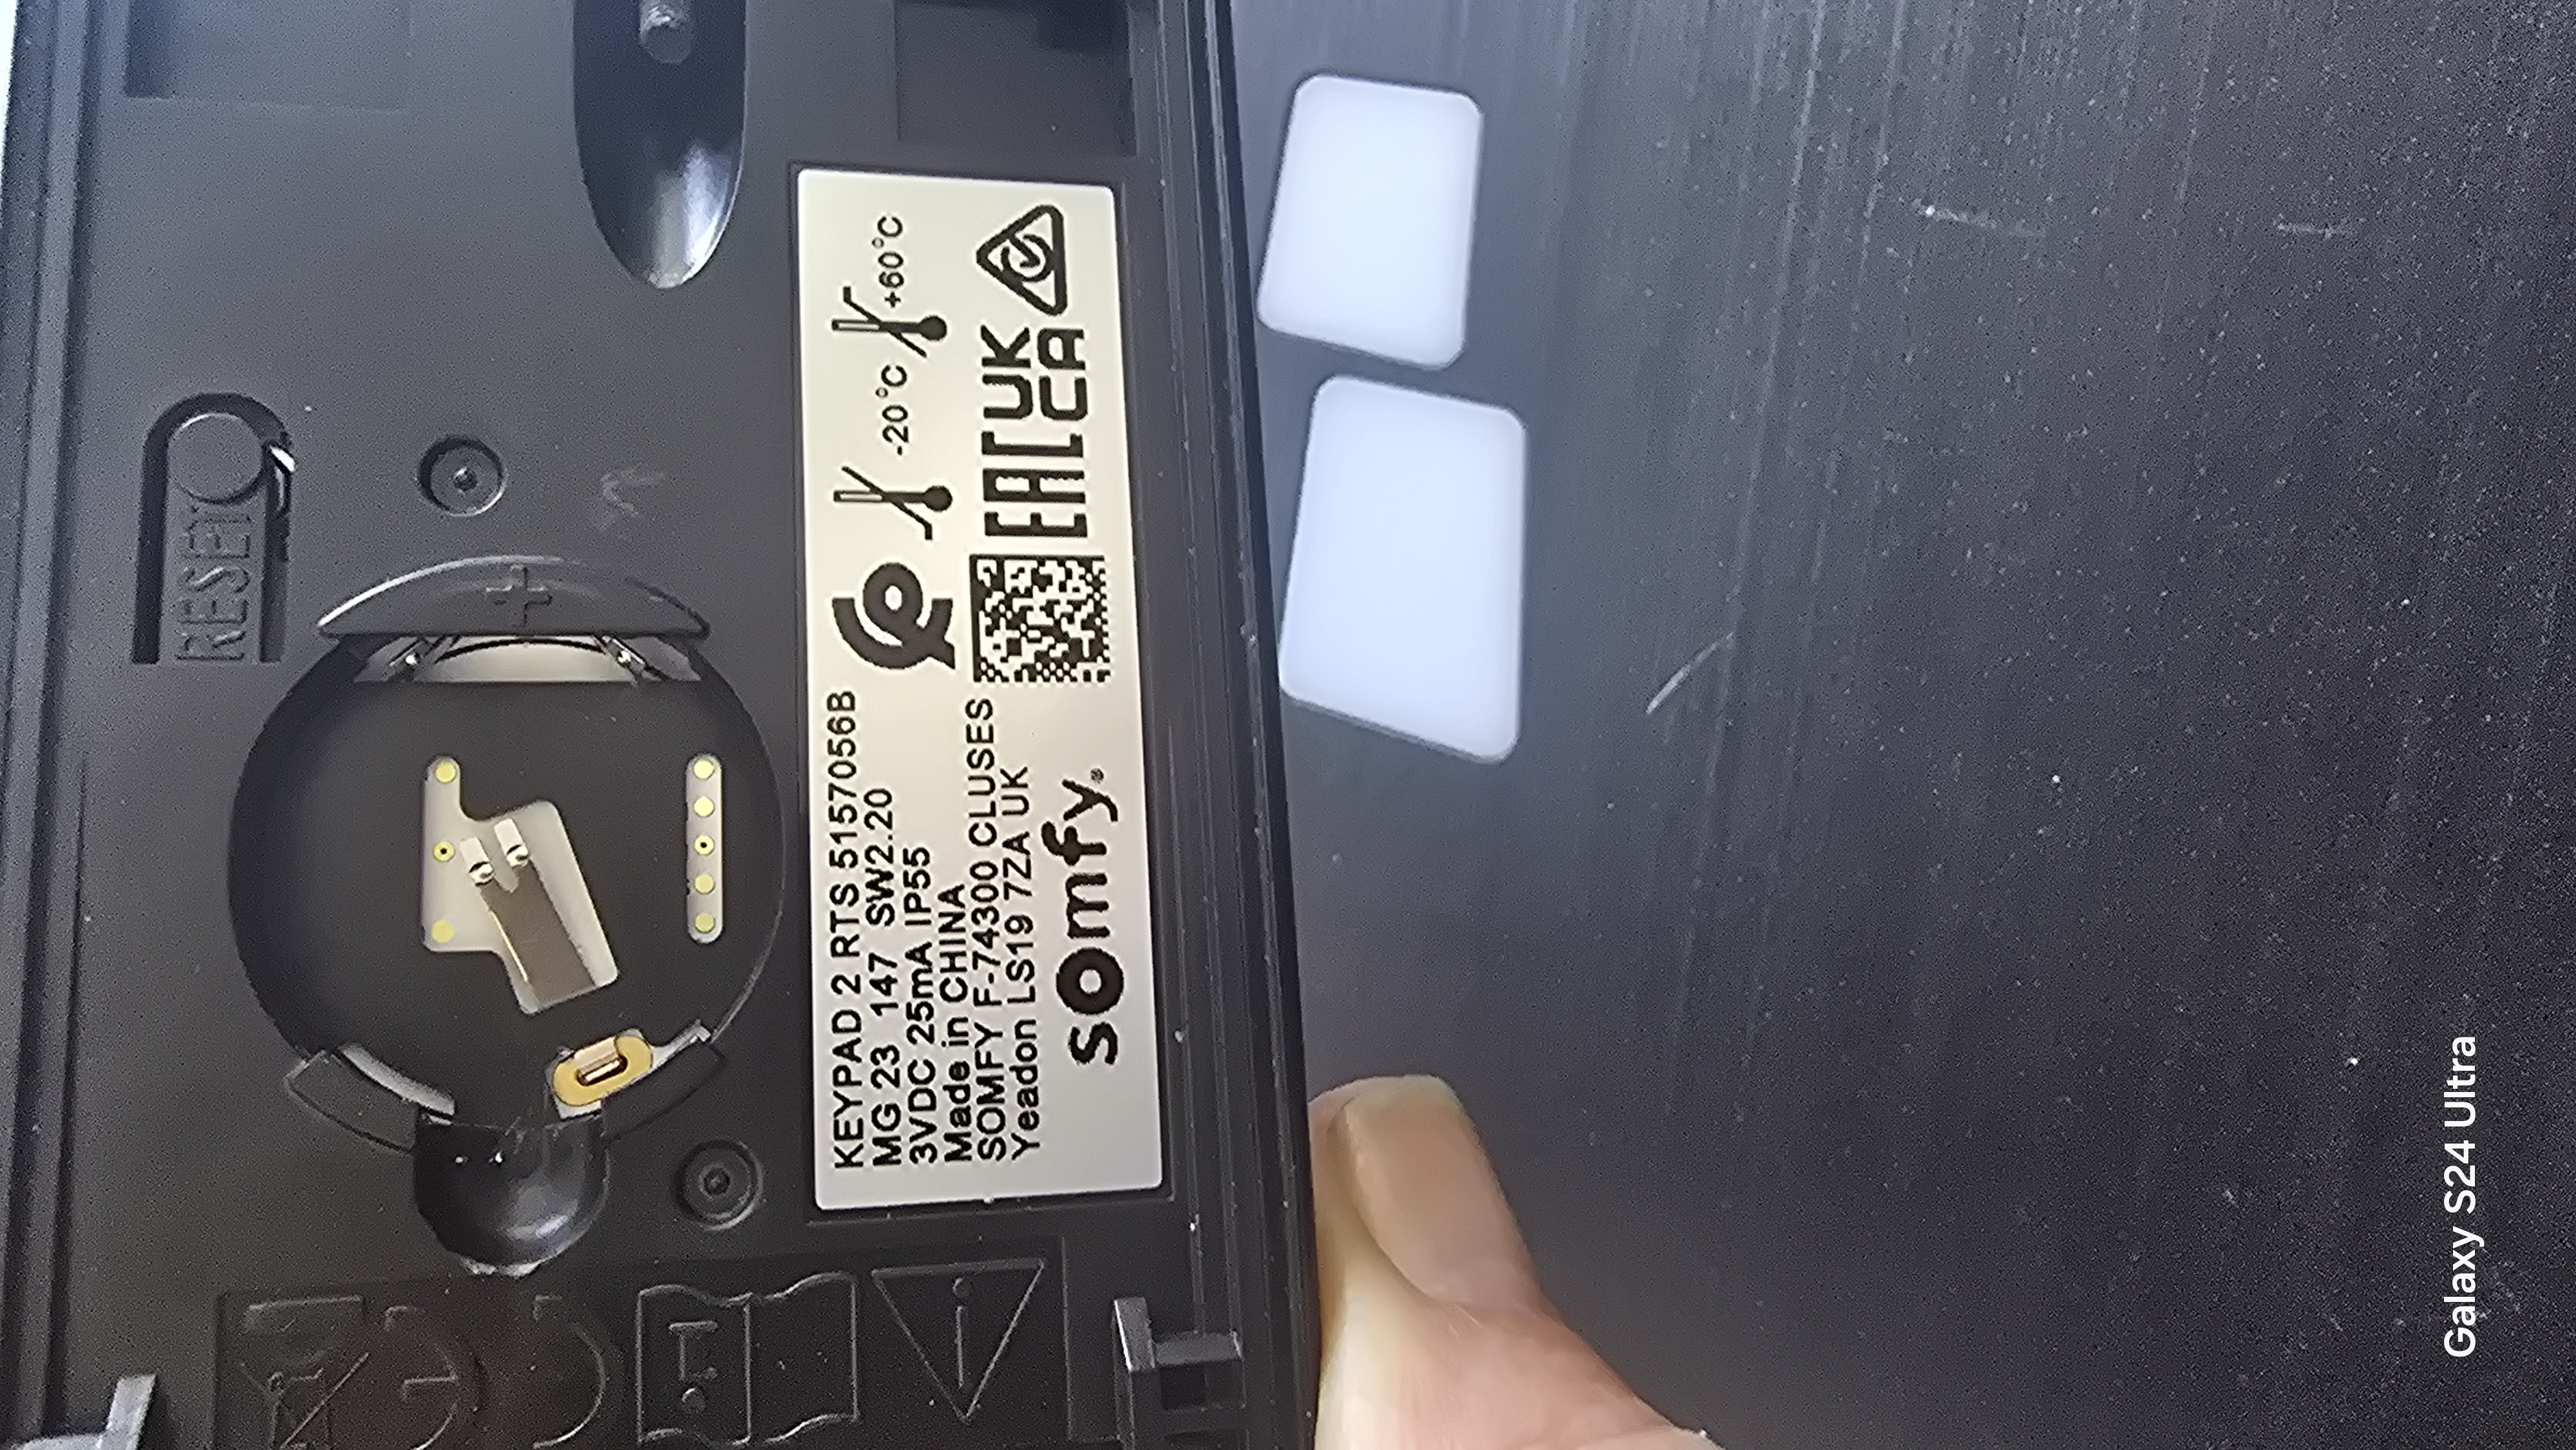 RESET
+
KEYPAD 2 RTS 5157056B
MG 23 147 SW2.20
3VDC 25mA IP55
Made in CHINA
SOMFY F-74300 CLUSES
Yeadon LS19 7ZA UK
somfy®
-20°C
+60°C
EAC
UK
CA
Galaxy S24 Ultra